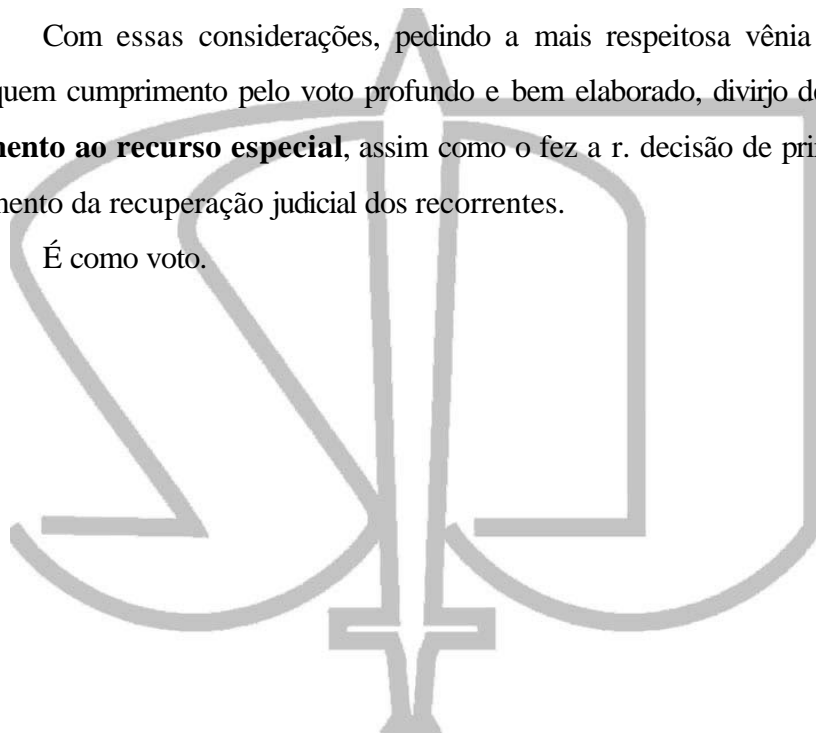 Com essas considerações, pedindo a mais respeitosa vênia
quem cumprimento pelo voto profundo e bem elaborado, divirjo d
mento ao recurso especial, assim como o fez a r. decisão de pri
mento da recuperação judicial dos recorrentes.
É como voto.